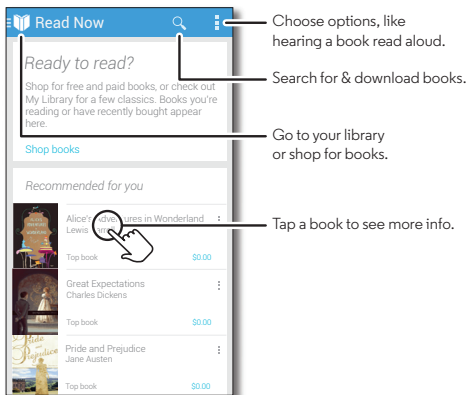 Read Now
Choose options, like
hearing a book read aloud.
Search for & download books.
Go to your library
or shop for books.
Tap a book to see more info.
Ready to read?
Shop for free and paid books, or check out
My Library for a few classics. Books you're
reading or have recently bought appear
here.
Shop books
Recommended for you
Alice's Adventures in Wonderland
Lewis Carroll
Top book $0.00
Great Expectations
Charles Dickens
Top book $0.00
Pride and Prejudice
Jane Austen
Top book $0.00
Pride
Prejudice